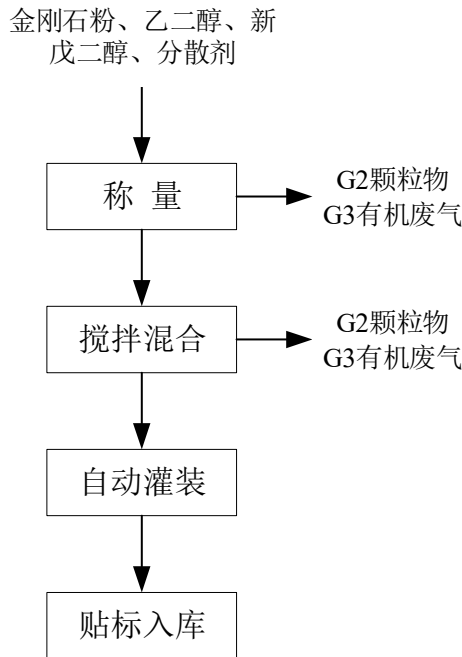 金刚石粉、乙二醇、新
戊二醇、分散剂
称 量
G2颗粒物
G3有机废气
搅拌混合
G2颗粒物
G3有机废气
自动灌装
贴标入库